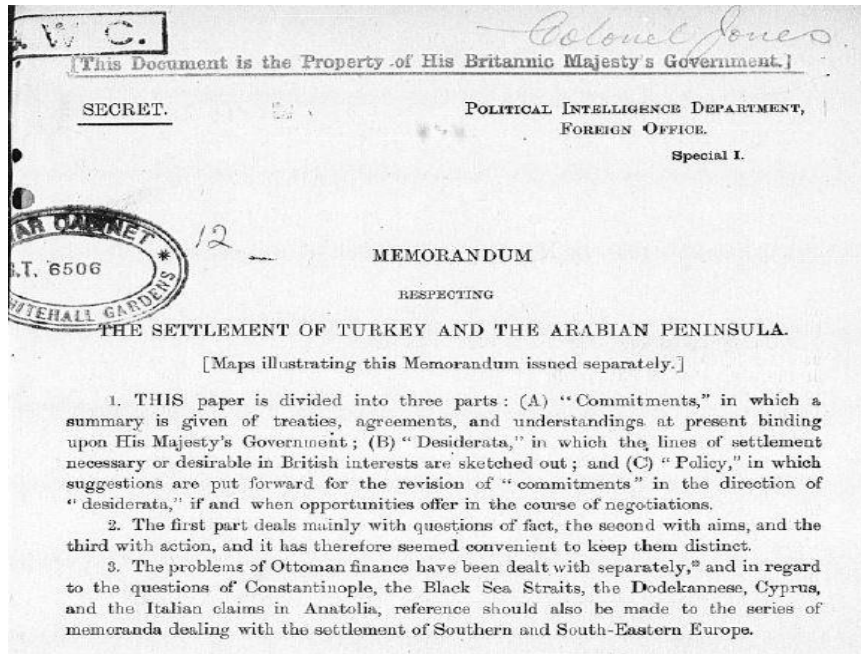 W. C.
Colonel Jones
[This Document is the Property of His Britannic Majesty's Government.]
SECRET.
POLITICAL INTELLIGENCE DEPARTMENT,
FOREIGN OFFICE.
Special I.
WAR CABINET
G.T. 6506
WHITEHALL GARDENS
12
MEMORANDUM
RESPECTING
THE SETTLEMENT OF TURKEY AND THE ARABIAN PENINSULA.
[Maps illustrating this Memorandum issued separately.]
1. THIS paper is divided into three parts: (A) "Commitments," in which a
summary is given of treaties, agreements, and understandings at present binding
upon His Majesty's Government; (B) "Desiderata," in which the lines of settlement
necessary or desirable in British interests are sketched out; and (C) "Policy," in which
suggestions are put forward for the revision of "commitments" in the direction of
"desiderata," if and when opportunities offer in the course of negotiations.
2. The first part deals mainly with questions of fact, the second with aims, and the
third with action, and it has therefore seemed convenient to keep them distinct.
3. The problems of Ottoman finance have been dealt with separately,* and in regard
to the questions of Constantinople, the Black Sea Straits, the Dodekannese, Cyprus,
and the Italian claims in Anatolia, reference should also be made to the series of
memoranda dealing with the settlement of Southern and South-Eastern Europe.